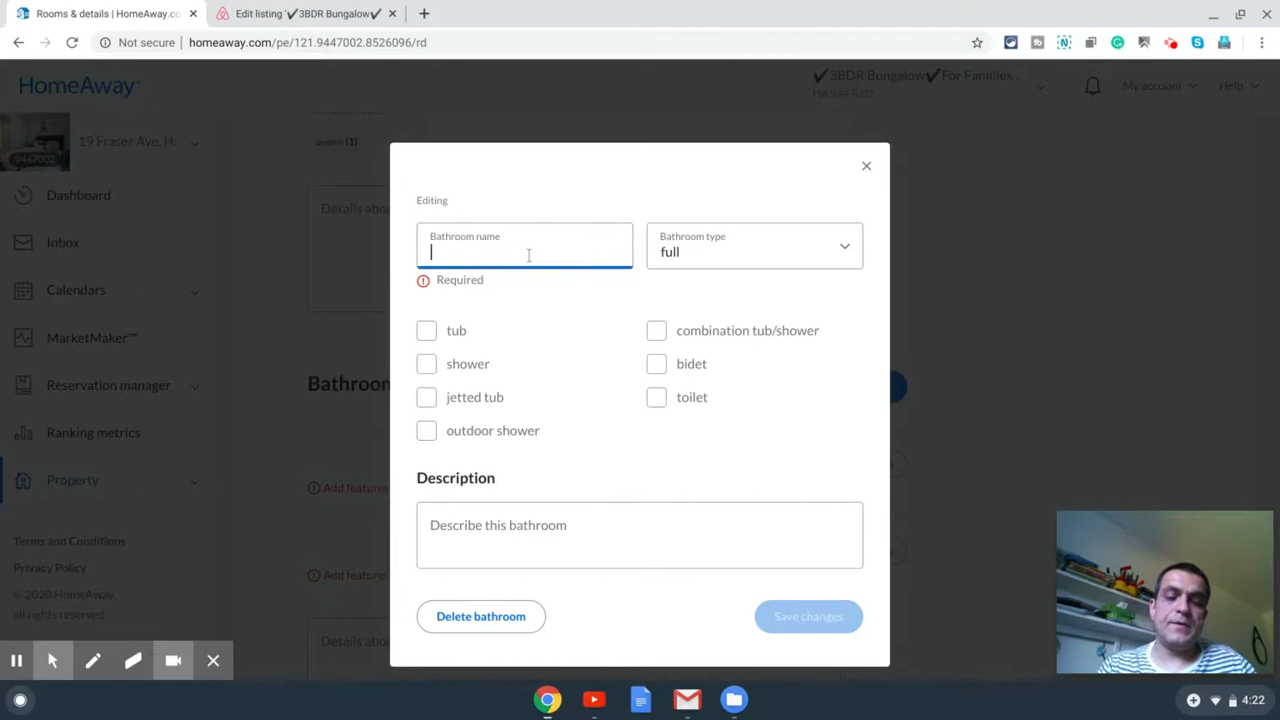 Rooms & details | HomeAway.co
Edit listing '✔3BDR Bungalow✔
Not secure
homeaway.com/pe/121.9447002.8526096/rd
HomeAway
✔3BDR Bungalow✔For Families...
HA 9447002
My account
Help
9447002
19 Fraser Ave, Ha
Dashboard
Inbox
Calendars
MarketMaker™
Reservation manager
Ranking metrics
Property
Terms and Conditions
Privacy Policy
© 2020 HomeAway,
all rights reserved.
queen (1)
Details abou
Bathroom
Add features
Add features
Details abou
Editing
Bathroom name
Bathroom type
full
Required
tub
combination tub/shower
shower
bidet
jetted tub
toilet
outdoor shower
Description
Describe this bathroom
Delete bathroom
Save changes
4:22